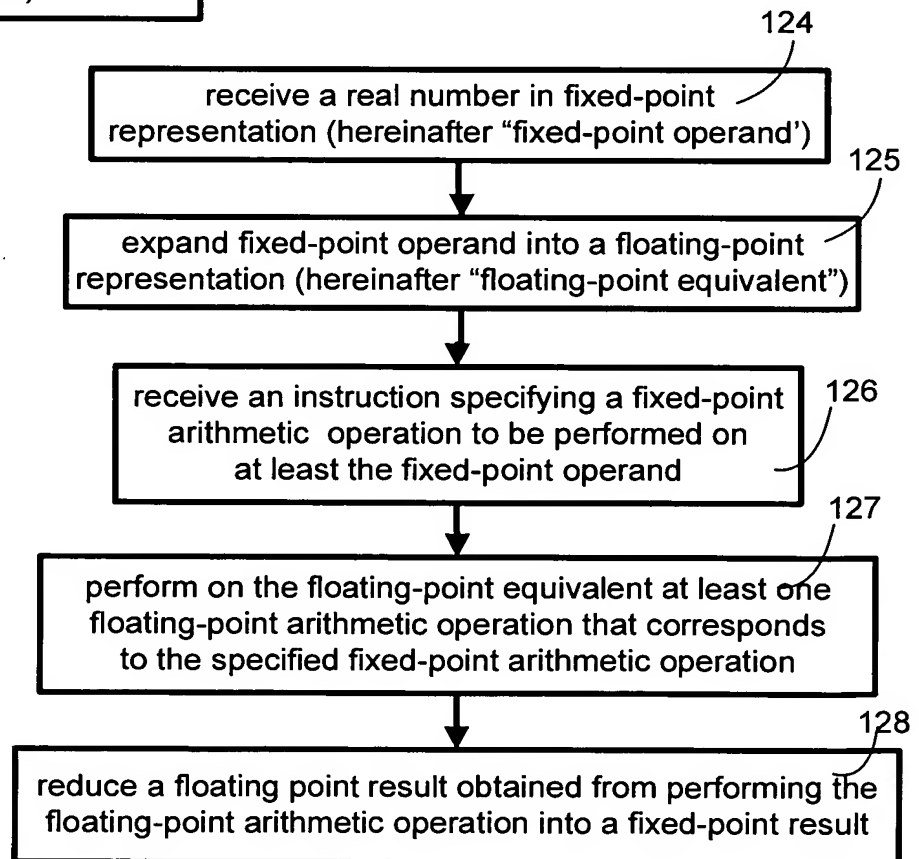 124
receive a real number in fixed-point
representation (hereinafter “fixed-point operand’)
125
expand fixed-point operand into a floating-point
representation (hereinafter “floating-point equivalent”)
126
receive an instruction specifying a fixed-point
arithmetic operation to be performed on
at least the fixed-point operand
127
perform on the floating-point equivalent at least one
floating-point arithmetic operation that corresponds
to the specified fixed-point arithmetic operation
128
reduce a floating point result obtained from performing the
floating-point arithmetic operation into a fixed-point result